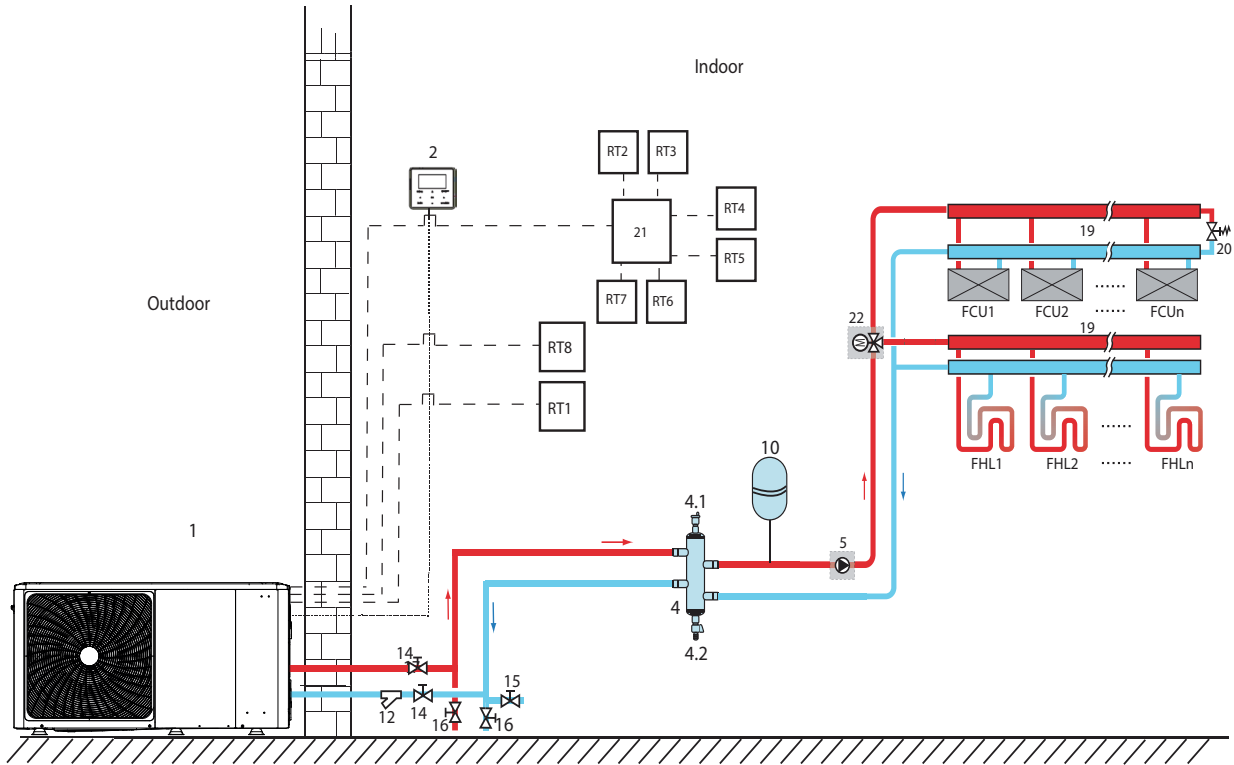 Indoor
RT2 RT3
2
RT4
21
19
RT5
20
Outdoor
RT7 RT6
FCU1 FCU2 ...... FCUn
......
22
19
RT8
M
RT1
......
FHL1 FHL2 ...... FHLn
10
4.1
1
5
4
4.2
14
15
12 14 16 16